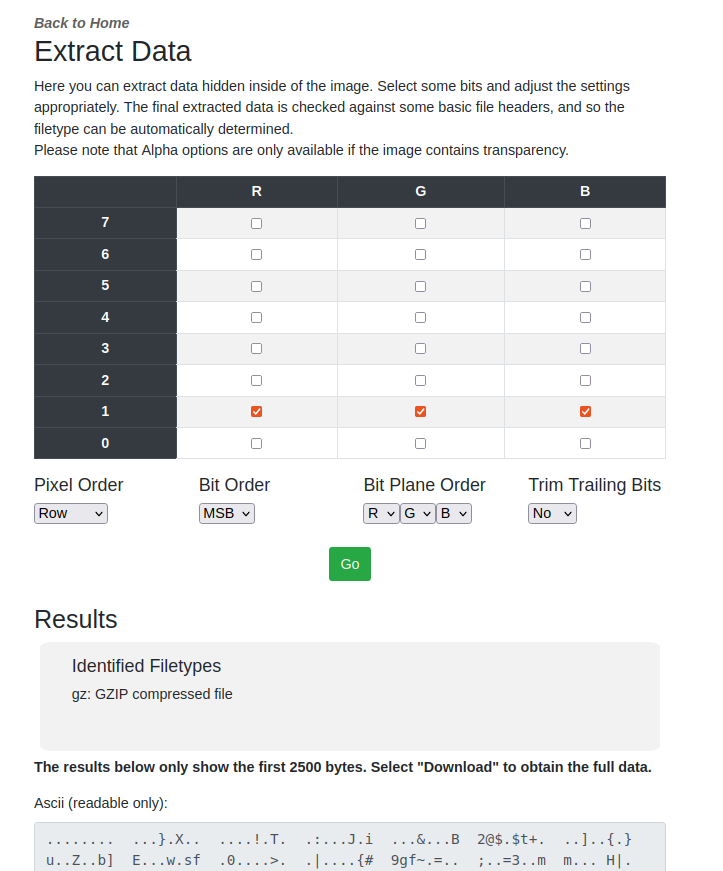 Back to Home
Extract Data
Here you can extract data hidden inside of the image. Select some bits and adjust the settings
appropriately. The final extracted data is checked against some basic file headers, and so the
filetype can be automatically determined.
Please note that Alpha options are only available if the image contains transparency.
R G B
7
6
5
4
3
2
1
0
Pixel Order Bit Order Bit Plane Order Trim Trailing Bits
Row MSB R G B No
Go
Results
Identified Filetypes
gz: GZIP compressed file
The results below only show the first 2500 bytes. Select "Download" to obtain the full data.
Ascii (readable only):
........ ...}.X.. ....!.T. .:...J.i ...&...B 2@$.$t+. ..]..{.}
u..Z..b] E...w.sf .0....>. .|....{# 9gf~.=.. ;..=3..m m... H|.